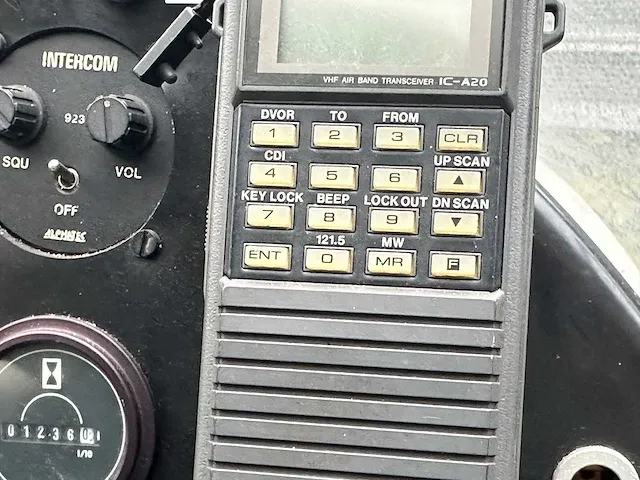 INTERCOM
923
SQU
VOL
OFF
ALPHATEC
VHF AIR BAND TRANSCEIVER IC-A20
DVOR TO FROM
1 2 3 CLR
CDI UP SCAN
4 5 6 ▲
KEY LOCK BEEP LOCK OUT DN SCAN
7 8 9 ▼
121.5 MW
ENT 0 MR F
0 1 2 3 6
1/10